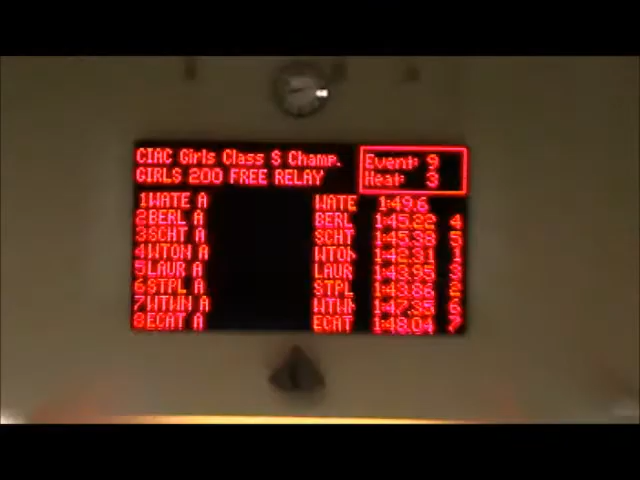 CIAC Girls Class S Champ. Event: 9
GIRLS 200 FREE RELAY Heat: 3
1WATE A WATE 1:49.6
2BERL A BERL 1:45.22 4
3SCHT A SCHT 1:45.38 5
4WTON A WTON 1:42.31 1
5LAUR A LAUR 1:43.95 3
6STPL A STPL 1:43.86 2
7WTWN A WTWN 1:47.35 6
8ECAT A ECAT 1:48.04 7